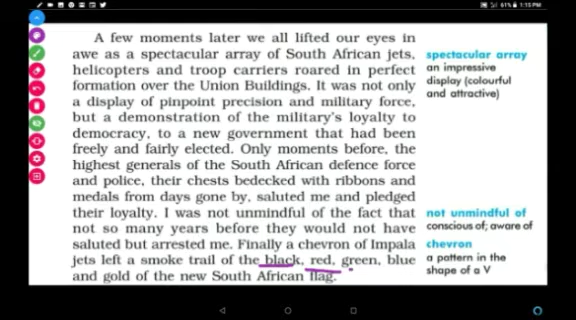 61% 1:15 PM
A few moments later we all lifted our eyes in
awe as a spectacular array of South African jets,
helicopters and troop carriers roared in perfect
formation over the Union Buildings. It was not only
a display of pinpoint precision and military force,
but a demonstration of the military's loyalty to
democracy, to a new government that had been
freely and fairly elected. Only moments before, the
highest generals of the South African defence force
and police, their chests bedecked with ribbons and
medals from days gone by, saluted me and pledged
their loyalty. I was not unmindful of the fact that
not so many years before they would not have
saluted but arrested me. Finally a chevron of Impala
jets left a smoke trail of the black, red, green, blue
and gold of the new South African flag.
spectacular array
an impressive
display (colourful
and attractive)
not unmindful of
conscious of; aware of
chevron
a pattern in the
shape of a V